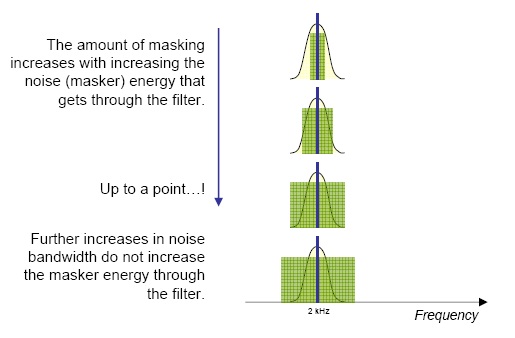 The amount of masking
increases with increasing the
noise (masker) energy that
gets through the filter.
Up to a point…!
Further increases in noise
bandwidth do not increase
the masker energy through
the filter.
2 kHz
Frequency